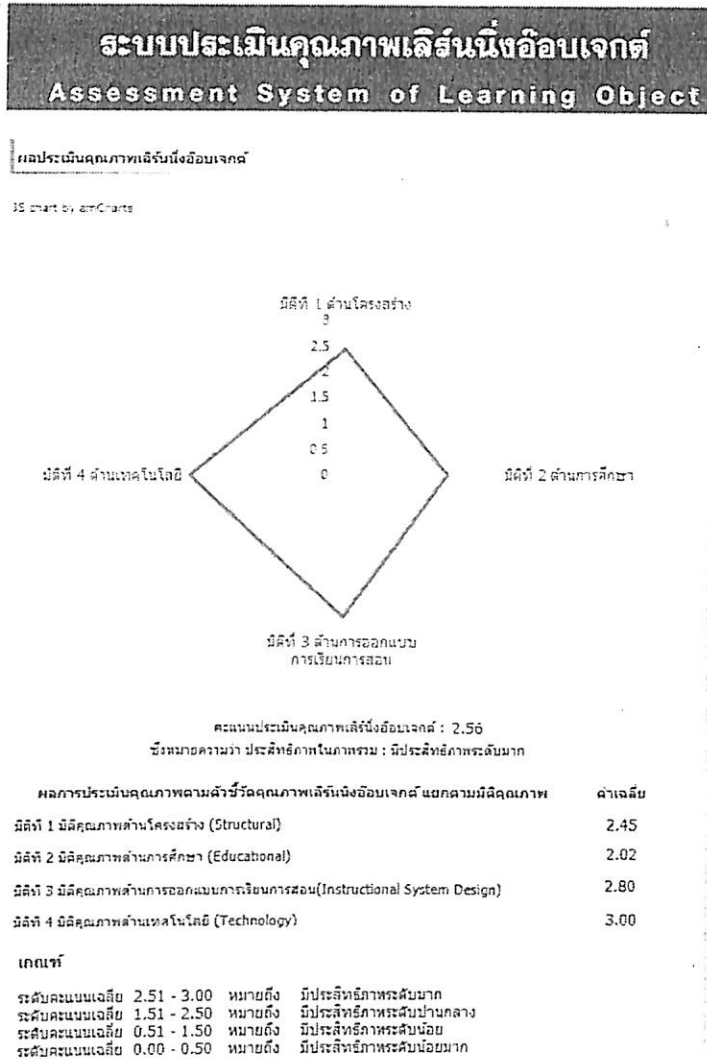 ระบบประเมินคุณภาพเลิร์นนิ่งอ๊อบเจกต์
Assessment System of Learning Object
ผลประเมินคุณภาพเลิร์นนิ่งอ๊อบเจกต์
JS chart by amCharts
มิติที่ 1 ด้านโครงสร้าง
3
2.5
2
1.5
1
0.5
0
มิติที่ 4 ด้านเทคโนโลยี
มิติที่ 2 ด้านการศึกษา
มิติที่ 3 ด้านการออกแบบ
การเรียนการสอน
คะแนนประเมินคุณภาพเลิร์นิ่งอ๊อบเจกต์ : 2.56
ซึ่งหมายความว่า ประสิทธิภาพในภาพรวม : มีประสิทธิภาพระดับมาก
ผลการประเมินคุณภาพตามตัวชี้วัดคุณภาพเลิร์นนิ่งอ๊อบเจกต์ แยกตามมิติคุณภาพ ค่าเฉลี่ย
มิติที่ 1 มิติคุณภาพด้านโครงสร้าง (Structural) 2.45
มิติที่ 2 มิติคุณภาพด้านการศึกษา (Educational) 2.02
มิติที่ 3 มิติคุณภาพด้านการออกแบบการเรียนการสอน(Instructional System Design) 2.80
มิติที่ 4 มิติคุณภาพด้านเทคโนโลยี (Technology) 3.00
เกณฑ์
ระดับคะแนนเฉลี่ย 2.51 - 3.00 หมายถึง มีประสิทธิภาพระดับมาก
ระดับคะแนนเฉลี่ย 1.51 - 2.50 หมายถึง มีประสิทธิภาพระดับปานกลาง
ระดับคะแนนเฉลี่ย 0.51 - 1.50 หมายถึง มีประสิทธิภาพระดับน้อย
ระดับคะแนนเฉลี่ย 0.00 - 0.50 หมายถึง มีประสิทธิภาพระดับน้อยมาก